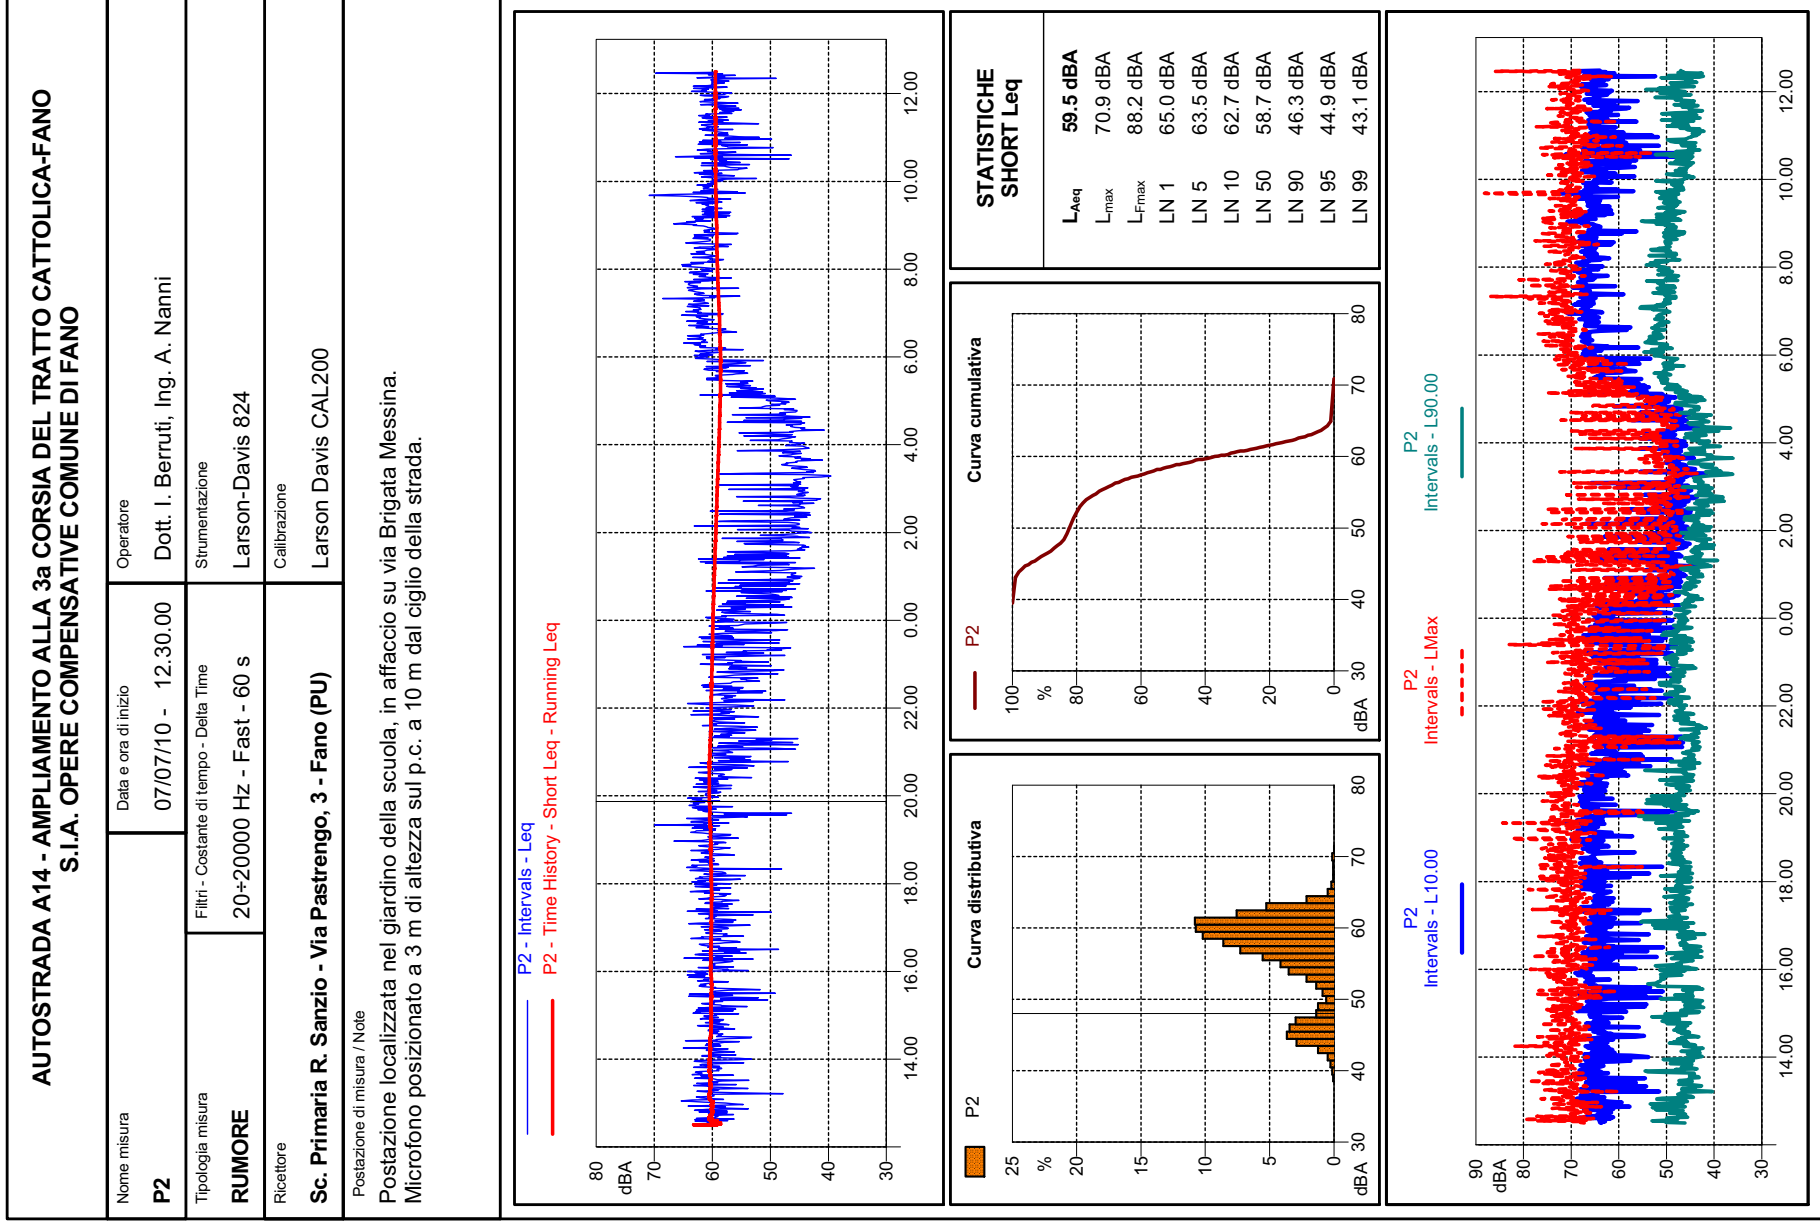 AUTOSTRADA A14 - AMPLIAMENTO ALLA 3a CORSIA DEL TRATTO CATTOLICA-FANO
S.I.A. OPERE COMPENSATIVE COMUNE DI FANO
Nome misura
P2
Data e ora di inizio
07/07/10 - 12.30.00
Operatore
Dott. I. Berruti, Ing. A. Nanni
Tipologia misura
RUMORE
Filtri - Costante di tempo - Delta Time
20÷20000 Hz - Fast - 60 s
Strumentazione
Larson-Davis 824
Ricettore
Sc. Primaria R. Sanzio - Via Pastrengo, 3 - Fano (PU)
Calibrazione
Larson Davis CAL200
Postazione di misura / Note
Postazione localizzata nel giardino della scuola, in affaccio su via Brigata Messina.
Microfono posizionato a 3 m di altezza sul p.c. a 10 m dal ciglio della strada.
P2 - Intervals - Leq
P2 - Time History - Short Leq - Running Leq
80
dBA
70
60
50
40
30
14.00 16.00 18.00 20.00 22.00 0.00 2.00 4.00 6.00 8.00 10.00 12.00
P2
Curva distributiva
25
%
20
15
10
5
0
dBA
30 40 50 60 70 80
P2
Curva cumulativa
100
%
80
60
40
20
0
dBA
30 40 50 60 70 80
STATISTICHE
SHORT Leq
LAeq 59.5 dBA
Lmax 70.9 dBA
LFmax 88.2 dBA
LN 1 65.0 dBA
LN 5 63.5 dBA
LN 10 62.7 dBA
LN 50 58.7 dBA
LN 90 46.3 dBA
LN 95 44.9 dBA
LN 99 43.1 dBA
P2
Intervals - L10.00
P2
Intervals - LMax
P2
Intervals - L90.00
90
dBA
80
70
60
50
40
30
14.00 16.00 18.00 20.00 22.00 0.00 2.00 4.00 6.00 8.00 10.00 12.00